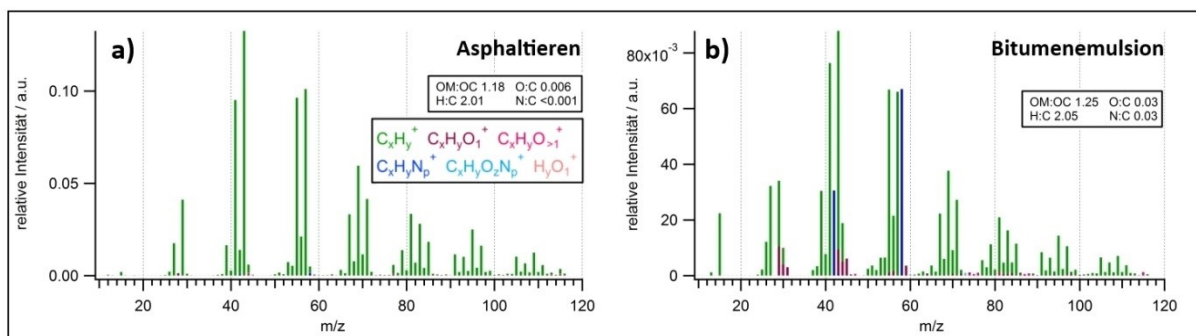 a)
Asphaltieren
OM:OC 1.18 O:C 0.006
H:C 2.01 N:C <0.001
CxHy+ CxHyO1+ CxHyO>1+
CxHyNp+ CxHyOzNp+ HyO1+
relative Intensität / a.u.
0.10
0.05
0.00
20 40 60 80 100 120
m/z
b)
Bitumenemulsion
OM:OC 1.25 O:C 0.03
H:C 2.05 N:C 0.03
relative Intensität / a.u.
80x10-3
60
40
20
0
20 40 60 80 100 120
m/z